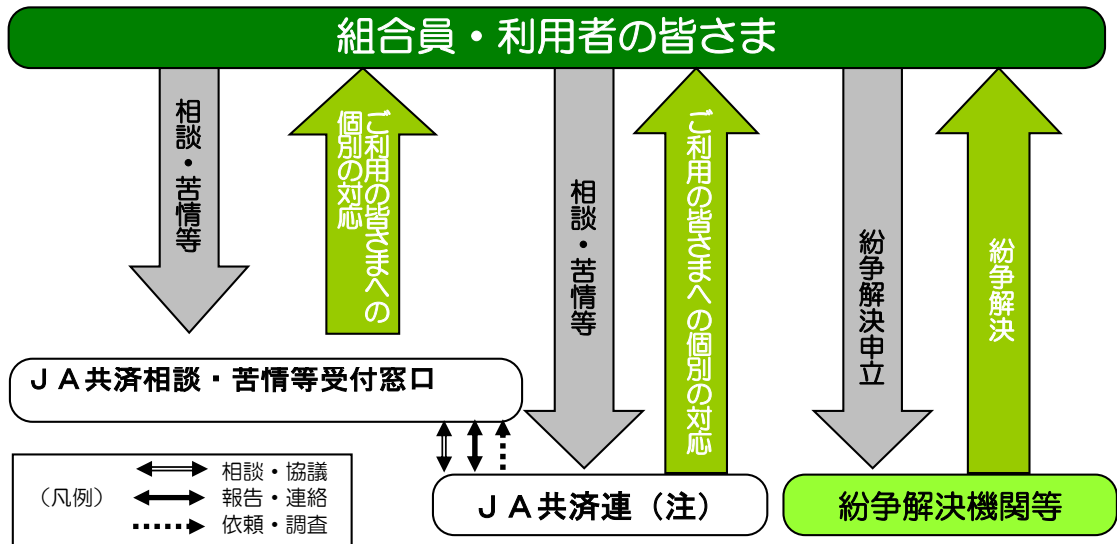 組合員・利用者の皆さま
相談・苦情等
ご利用の皆さまへの
個別の対応
相談・苦情等
ご利用の皆さまへの個別の対応
紛争解決申立
紛争解決
ＪＡ共済相談・苦情等受付窓口
ＪＡ共済連（注）
紛争解決機関等
（凡例）
相談・協議
報告・連絡
依頼・調査